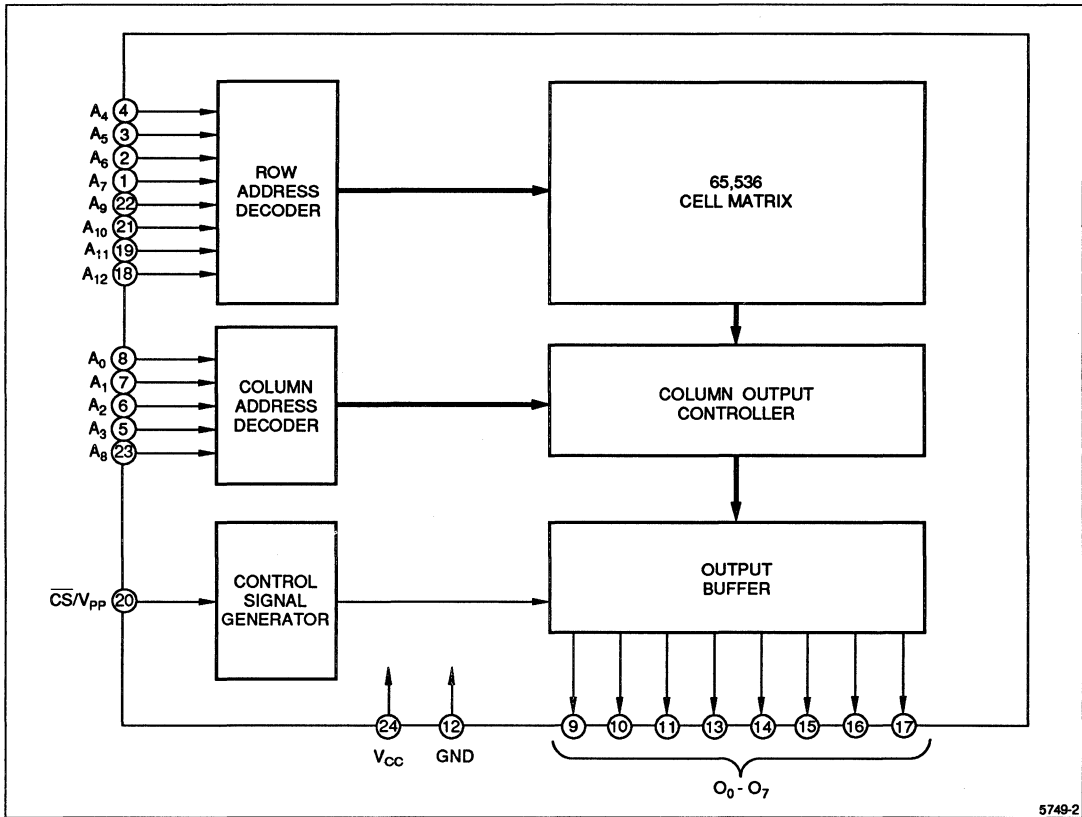 A4 4
A5 3
A6 2
A7 1
A9 22
A10 21
A11 19
A12 18
ROW
ADDRESS
DECODER
65,536
CELL MATRIX
A0 8
A1 7
A2 6
A3 5
A8 23
COLUMN
ADDRESS
DECODER
COLUMN OUTPUT
CONTROLLER
C̅S̅/VPP 20
CONTROL
SIGNAL
GENERATOR
OUTPUT
BUFFER
24 12 9 10 11 13 14 15 16 17
VCC GND
O0 - O7
5749-2